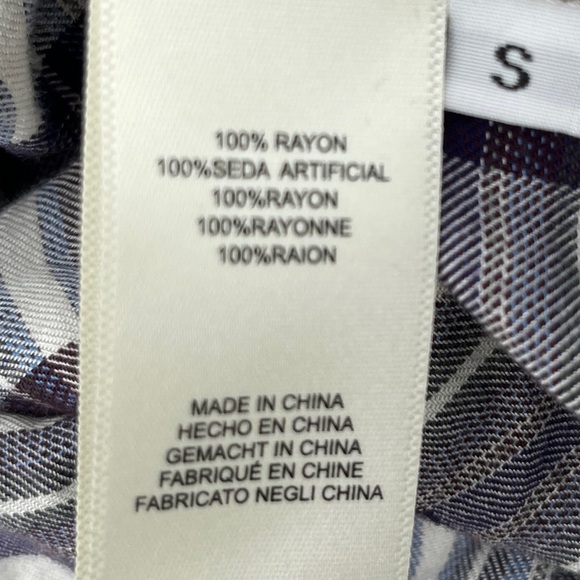 S
100% RAYON
100%SEDA ARTIFICIAL
100%RAYON
100%RAYONNE
100%RAION
MADE IN CHINA
HECHO EN CHINA
GEMACHT IN CHINA
FABRIQUÉ EN CHINE
FABRICATO NEGLI CHINA